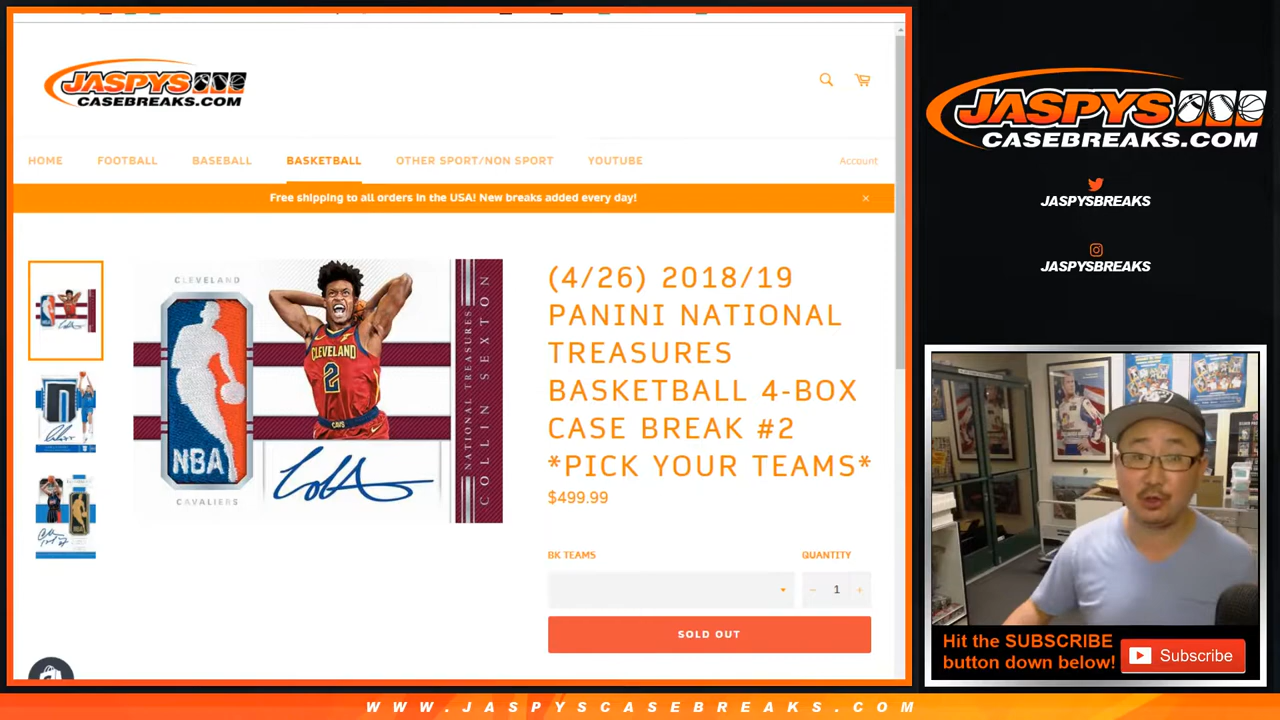 JASPYS
CASEBREAKS.COM
HOME FOOTBALL BASEBALL BASKETBALL OTHER SPORT/NON SPORT YOUTUBE Account
Free shipping to all orders in the USA! New breaks added every day! ×
CLEVELAND
NBA
CAVALIERS
CLEVELAND
2
CAVS
NATIONAL TREASURES
COLLIN SEXTON
(4/26) 2018/19
PANINI NATIONAL
TREASURES
BASKETBALL 4-BOX
CASE BREAK #2
*PICK YOUR TEAMS*
$499.99
BK TEAMS QUANTITY
− 1 +
SOLD OUT
JASPYS
CASEBREAKS.COM
JASPYSBREAKS
JASPYSBREAKS
Hit the SUBSCRIBE
button down below!
Subscribe
WWW.JASPYSCASEBREAKS.COM